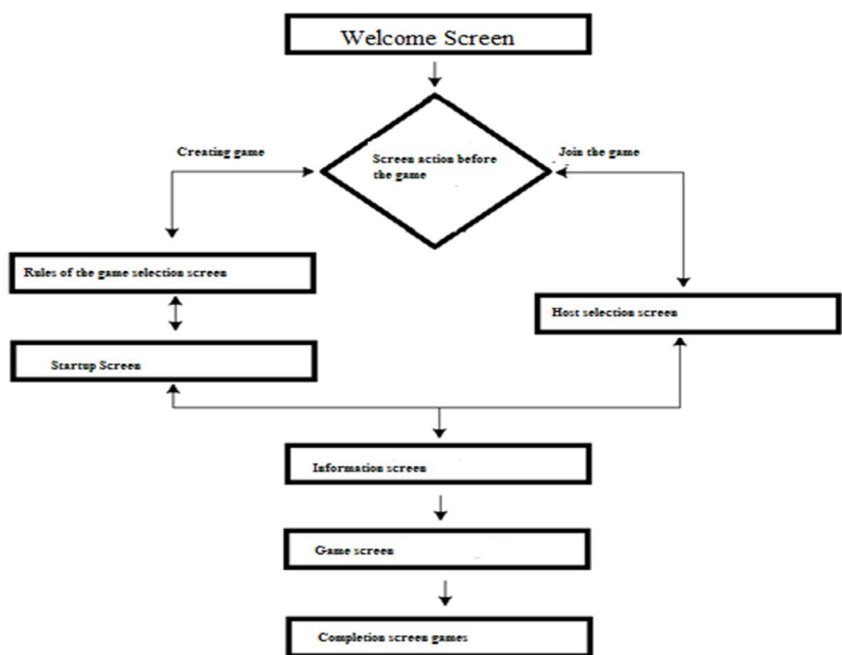 Welcome Screen
Creating game
Screen action before
the game
Join the game
Rules of the game selection screen
Host selection screen
Startup Screen
Information screen
Game screen
Completion screen games